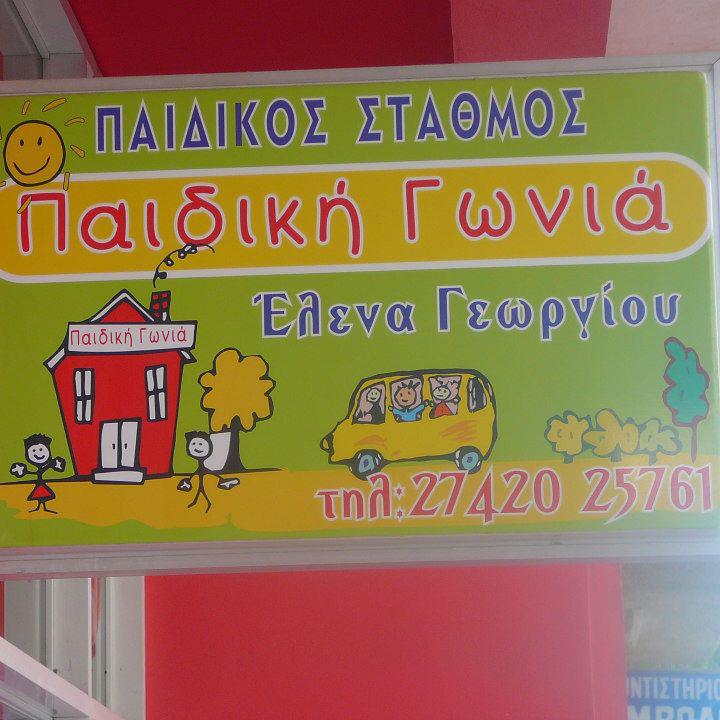 ΠΑΙΔΙΚΟΣ ΣΤΑΘΜΟΣ
Παιδική Γωνιά
Έλενα Γεωργίου
Παιδική Γωνιά
τηλ: 27420 25761